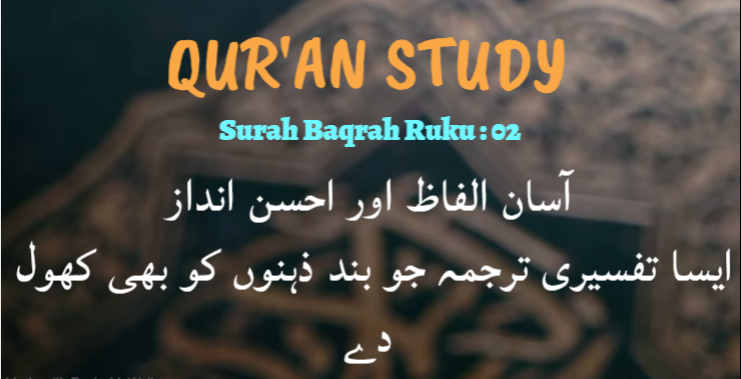 QUR'AN STUDY
Surah Baqrah Ruku : 02
آسان الفاظ اور احسن انداز
ایسا تفسیری ترجمہ جو بند ذہنوں کو بھی کھول
دے